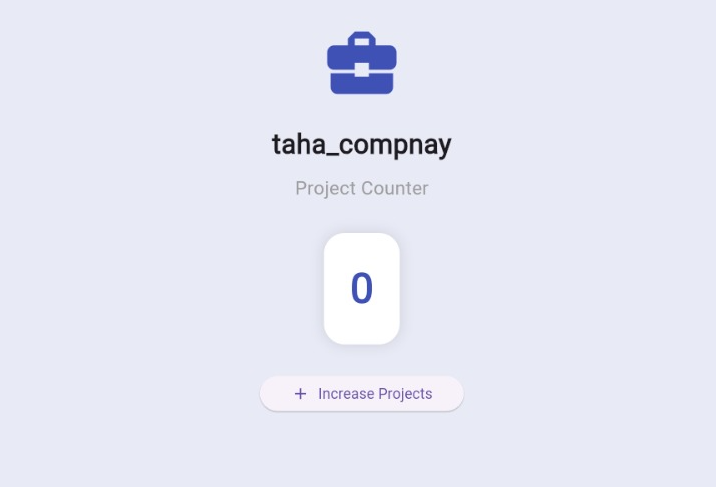 taha_compnay
Project Counter
0
+ Increase Projects